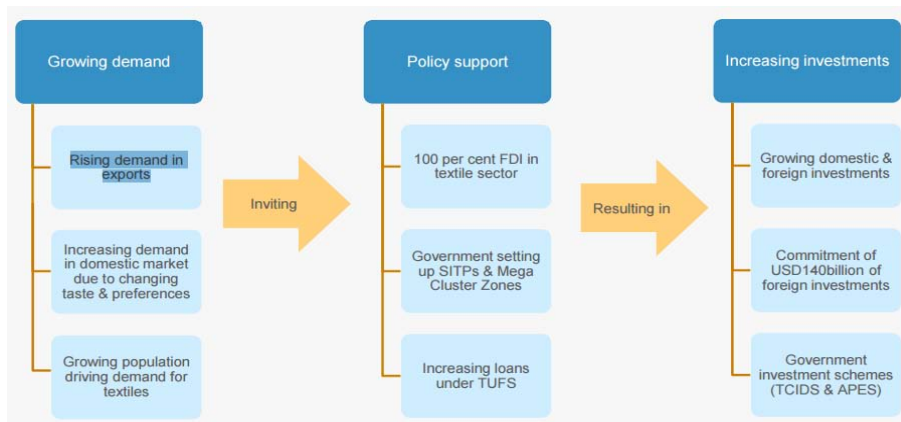 Growing demand
Rising demand in
exports
Increasing demand
in domestic market
due to changing
taste & preferences
Growing population
driving demand for
textiles
Inviting
Policy support
100 per cent FDI in
textile sector
Government setting
up SITPs & Mega
Cluster Zones
Increasing loans
under TUFS
Resulting in
Increasing investments
Growing domestic &
foreign investments
Commitment of
USD140billion of
foreign investments
Government
investment schemes
(TCIDS & APES)